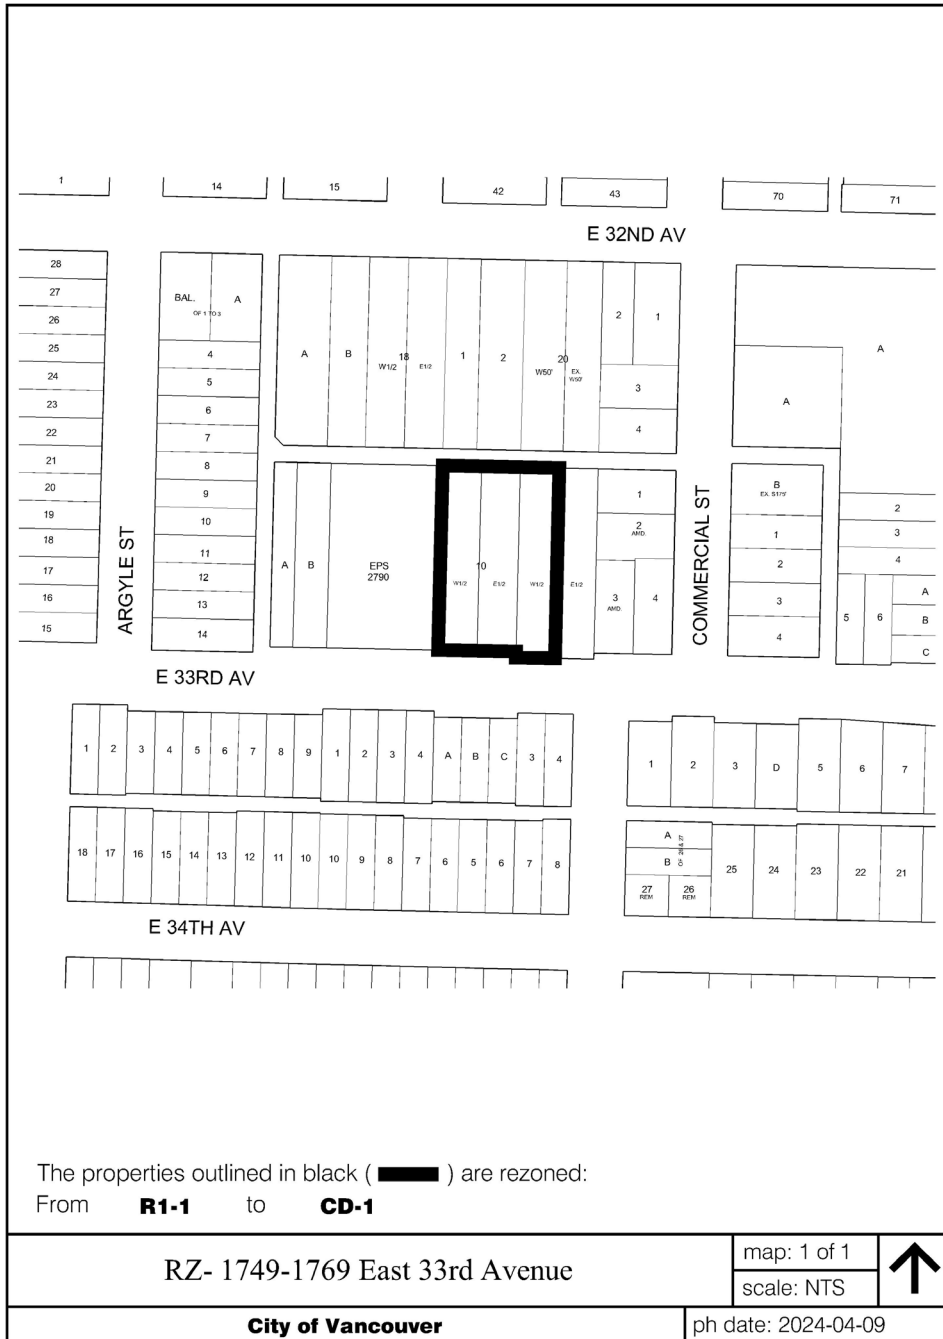 1 14 15 42 43 70 71
E 32ND AV
28
27
26
25
24
23
22
21
20
19
18
17
16
15
ARGYLE ST
BAL. A
OF 1 TO 3
4
5
6
7
8
9
10
11
12
13
14
A B 18 1 2 20
W1/2 E1/2 W50' EX. W50'
2 1
3
4
A
A
A B EPS
2790
10
W1/2 E1/2 W1/2 E1/2
1
2
AMD.
3
AMD.
4
COMMERCIAL ST
B
EX. S175'
1
2
3
4
2
3
4
5 6
A
B
C
E 33RD AV
1 2 3 4 5 6 7 8 9 1 2 3 4 A B C 3 4
1 2 3 D 5 6 7
18 17 16 15 14 13 12 11 10 10 9 8 7 6 5 6 7 8
A
B
OF 26 & 27
27
REM
26
REM
25 24 23 22 21
E 34TH AV
The properties outlined in black ( ) are rezoned:
From R1-1 to CD-1
RZ- 1749-1769 East 33rd Avenue
map: 1 of 1
scale: NTS
City of Vancouver
ph date: 2024-04-09